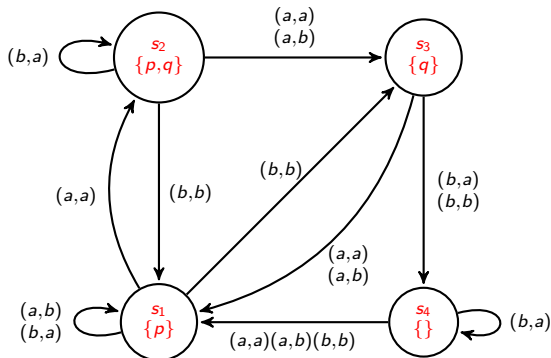 (a,a)
(a,b)
s₂
{p,q}
s₃
{q}
(b,a)
(b,b)
(a,a)
(b,b)
(b,a)
(b,b)
(a,a)
(a,b)
(a,b)
(b,a)
s₁
{p}
(a,a)(a,b)(b,b)
s₄
{}
(b,a)